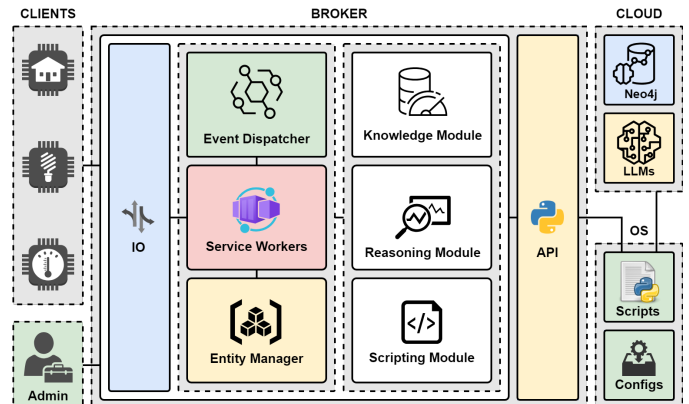 CLIENTS
BROKER
CLOUD
Event Dispatcher
Knowledge Module
Neo4j
LLMs
IO
Service Workers
Reasoning Module
API
OS
Scripts
Entity Manager
Scripting Module
Admin
Configs